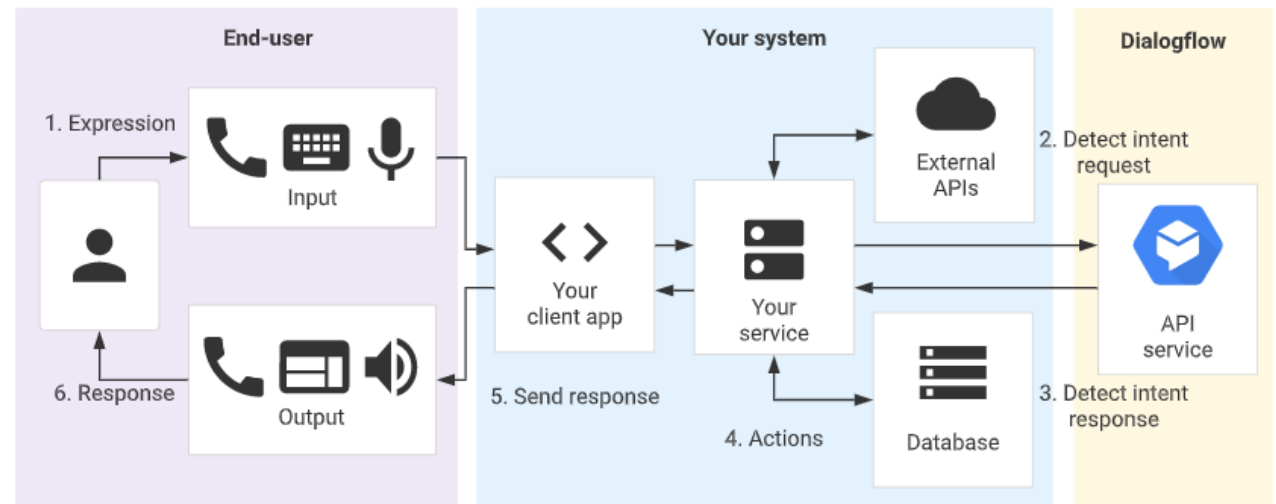 End-user
Your system
Dialogflow
1. Expression
Input
External
APIs
2. Detect intent
request
Your
client app
Your
service
API
service
6. Response
Output
5. Send response
4. Actions
Database
3. Detect intent
response